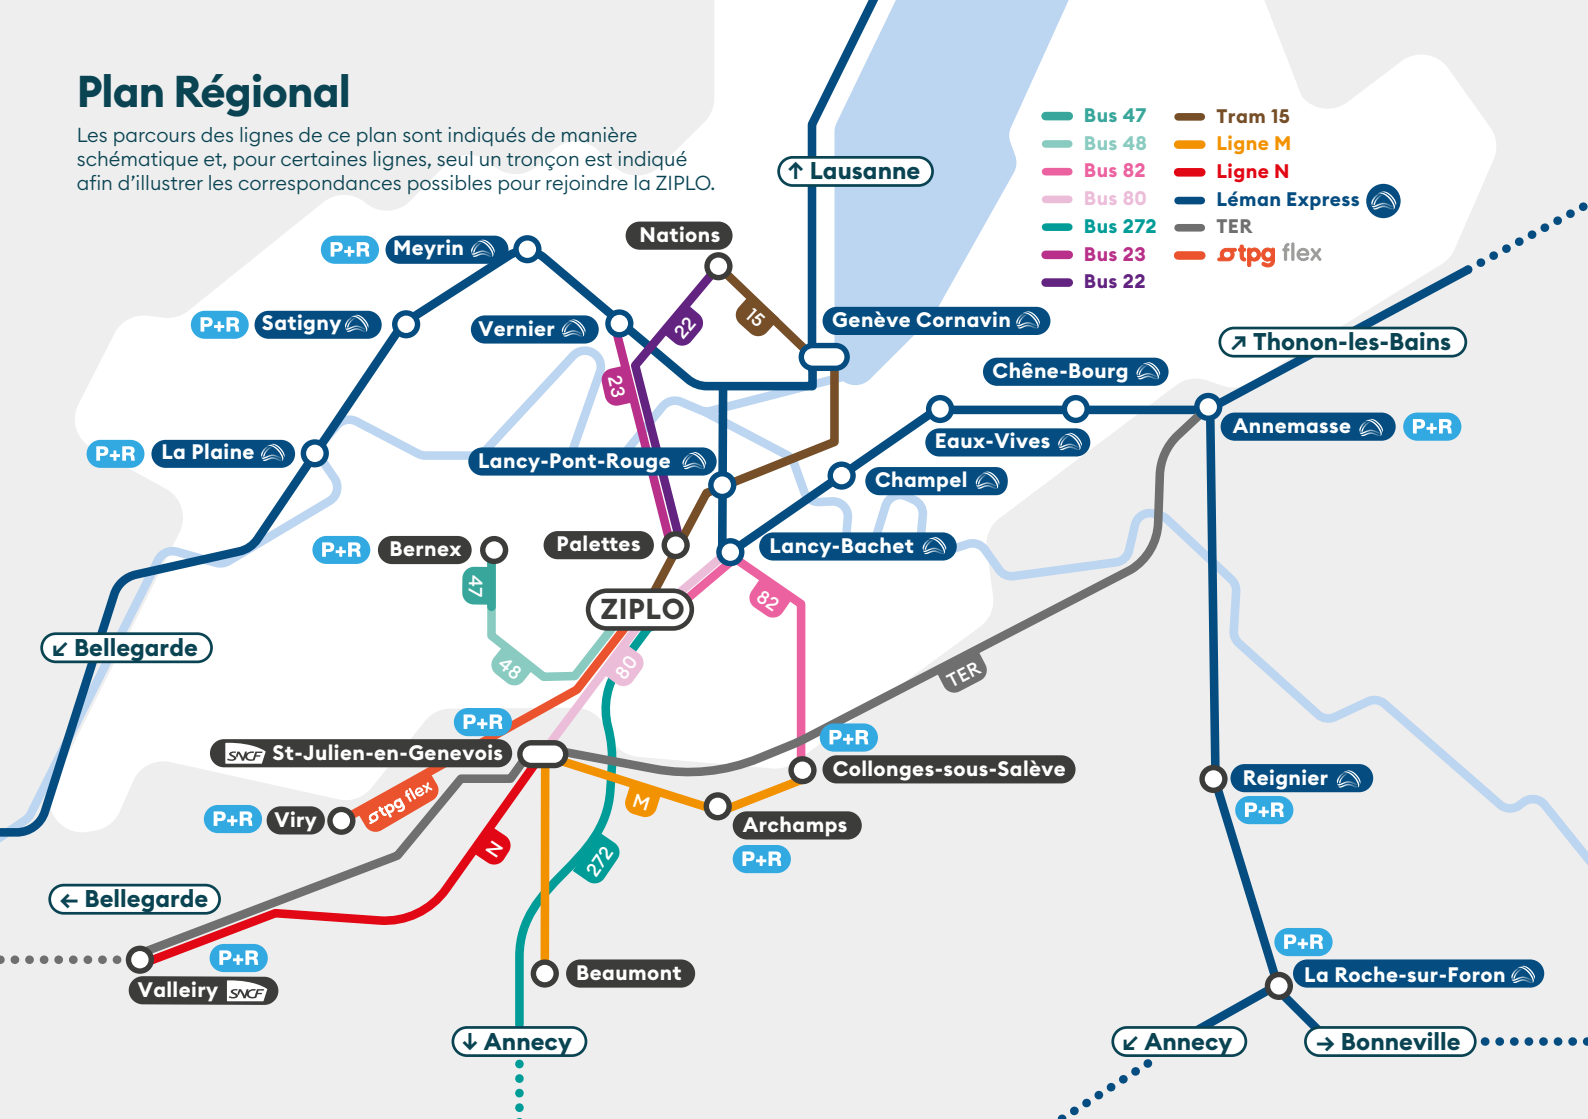 Plan Régional
Les parcours des lignes de ce plan sont indiqués de manière
schématique et, pour certaines lignes, seul un tronçon est indiqué
afin d'illustrer les correspondances possibles pour rejoindre la ZIPLO.
Bus 47
Bus 48
Bus 82
Bus 80
Bus 272
Bus 23
Bus 22
Tram 15
Ligne M
Ligne N
Léman Express
TER
tpg flex
↑ Lausanne
Nations
P+R Meyrin
P+R Satigny
Vernier
22
15
Genève Cornavin
↗ Thonon-les-Bains
23
Chêne-Bourg
Annemasse P+R
Eaux-Vives
P+R La Plaine
Lancy-Pont-Rouge
Champel
P+R Bernex
Palettes
Lancy-Bachet
47
82
ZIPLO
↙ Bellegarde
48
80
TER
P+R
SNCF St-Julien-en-Genevois
P+R
Collonges-sous-Salève
Reignier
P+R
P+R Viry
tpg flex
M
Archamps
P+R
N
272
← Bellegarde
P+R
Valleiry SNCF
Beaumont
P+R
La Roche-sur-Foron
↓ Annecy
↙ Annecy
→ Bonneville